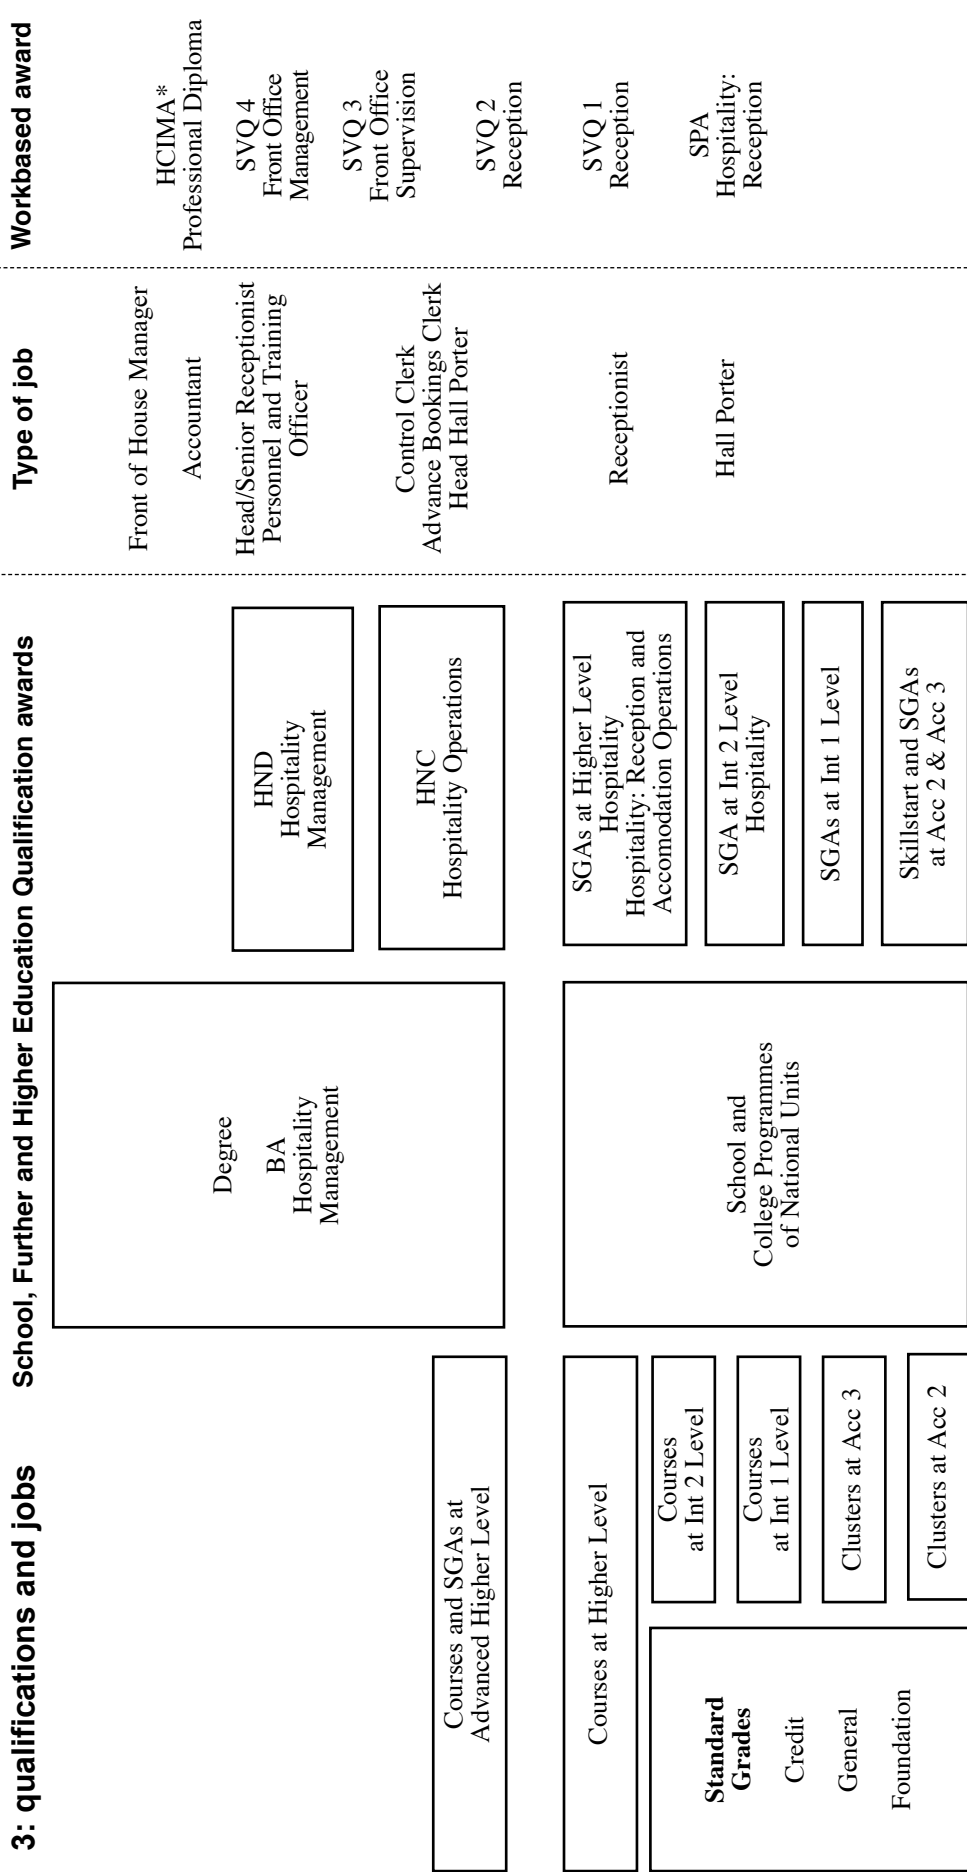 3: qualifications and jobs
School, Further and Higher Education Qualification awards
Type of job
Workbased award
Courses and SGAs at
Advanced Higher Level
Courses at Higher Level
Standard
Grades
Credit
General
Foundation
Courses
at Int 2 Level
Courses
at Int 1 Level
Clusters at Acc 3
Clusters at Acc 2
Degree
BA
Hospitality
Management
School and
College Programmes
of National Units
HND
Hospitality
Management
HNC
Hospitality Operations
SGAs at Higher Level
Hospitality
Hospitality: Reception and
Accomodation Operations
SGA at Int 2 Level
Hospitality
SGAs at Int 1 Level
Skillstart and SGAs
at Acc 2 & Acc 3
Front of House Manager
Accountant
Head/Senior Receptionist
Personnel and Training
Officer
Control Clerk
Advance Bookings Clerk
Head Hall Porter
Receptionist
Hall Porter
HCIMA*
Professional Diploma
SVQ 4
Front Office
Management
SVQ 3
Front Office
Supervision
SVQ 2
Reception
SVQ 1
Reception
SPA
Hospitality:
Reception